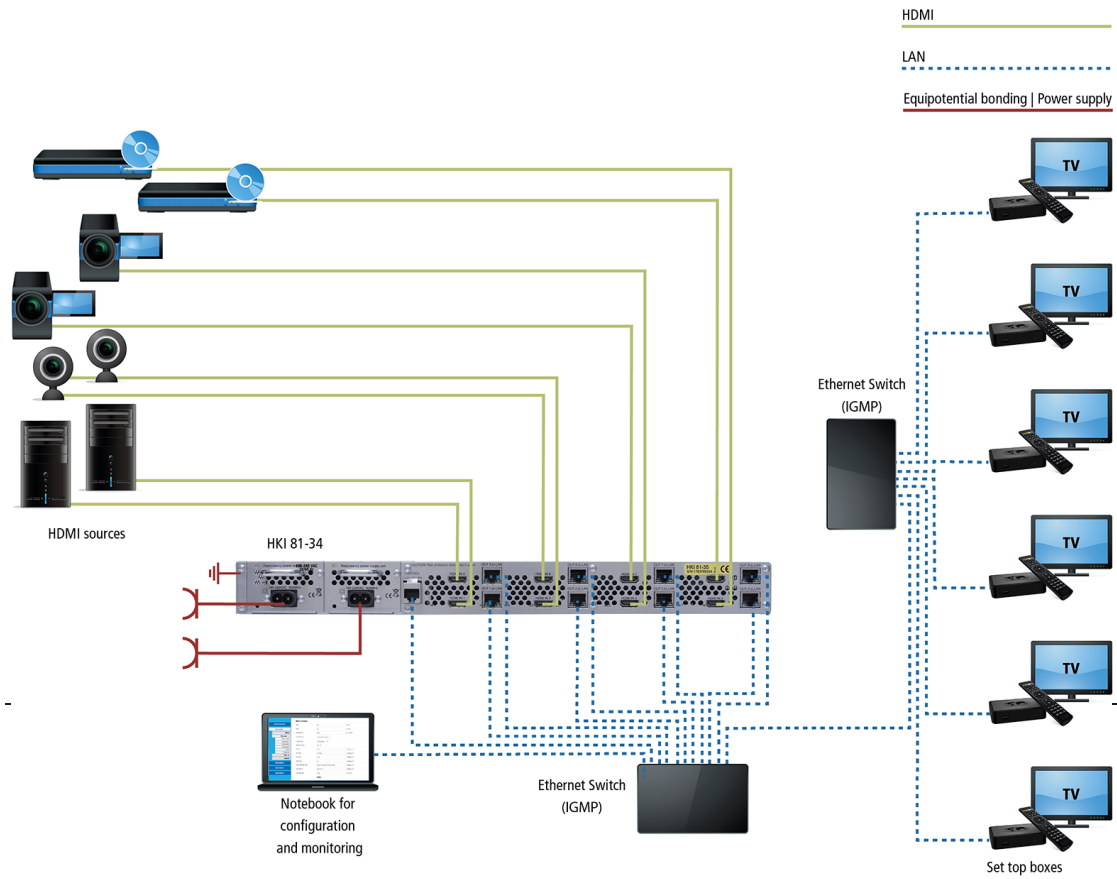 HDMI
LAN
Equipotential bonding | Power supply
TV
TV
TV
TV
TV
TV
Ethernet Switch
(IGMP)
HDMI sources
HKI 81-34
Ethernet Switch
(IGMP)
Notebook for
configuration
and monitoring
Set top boxes